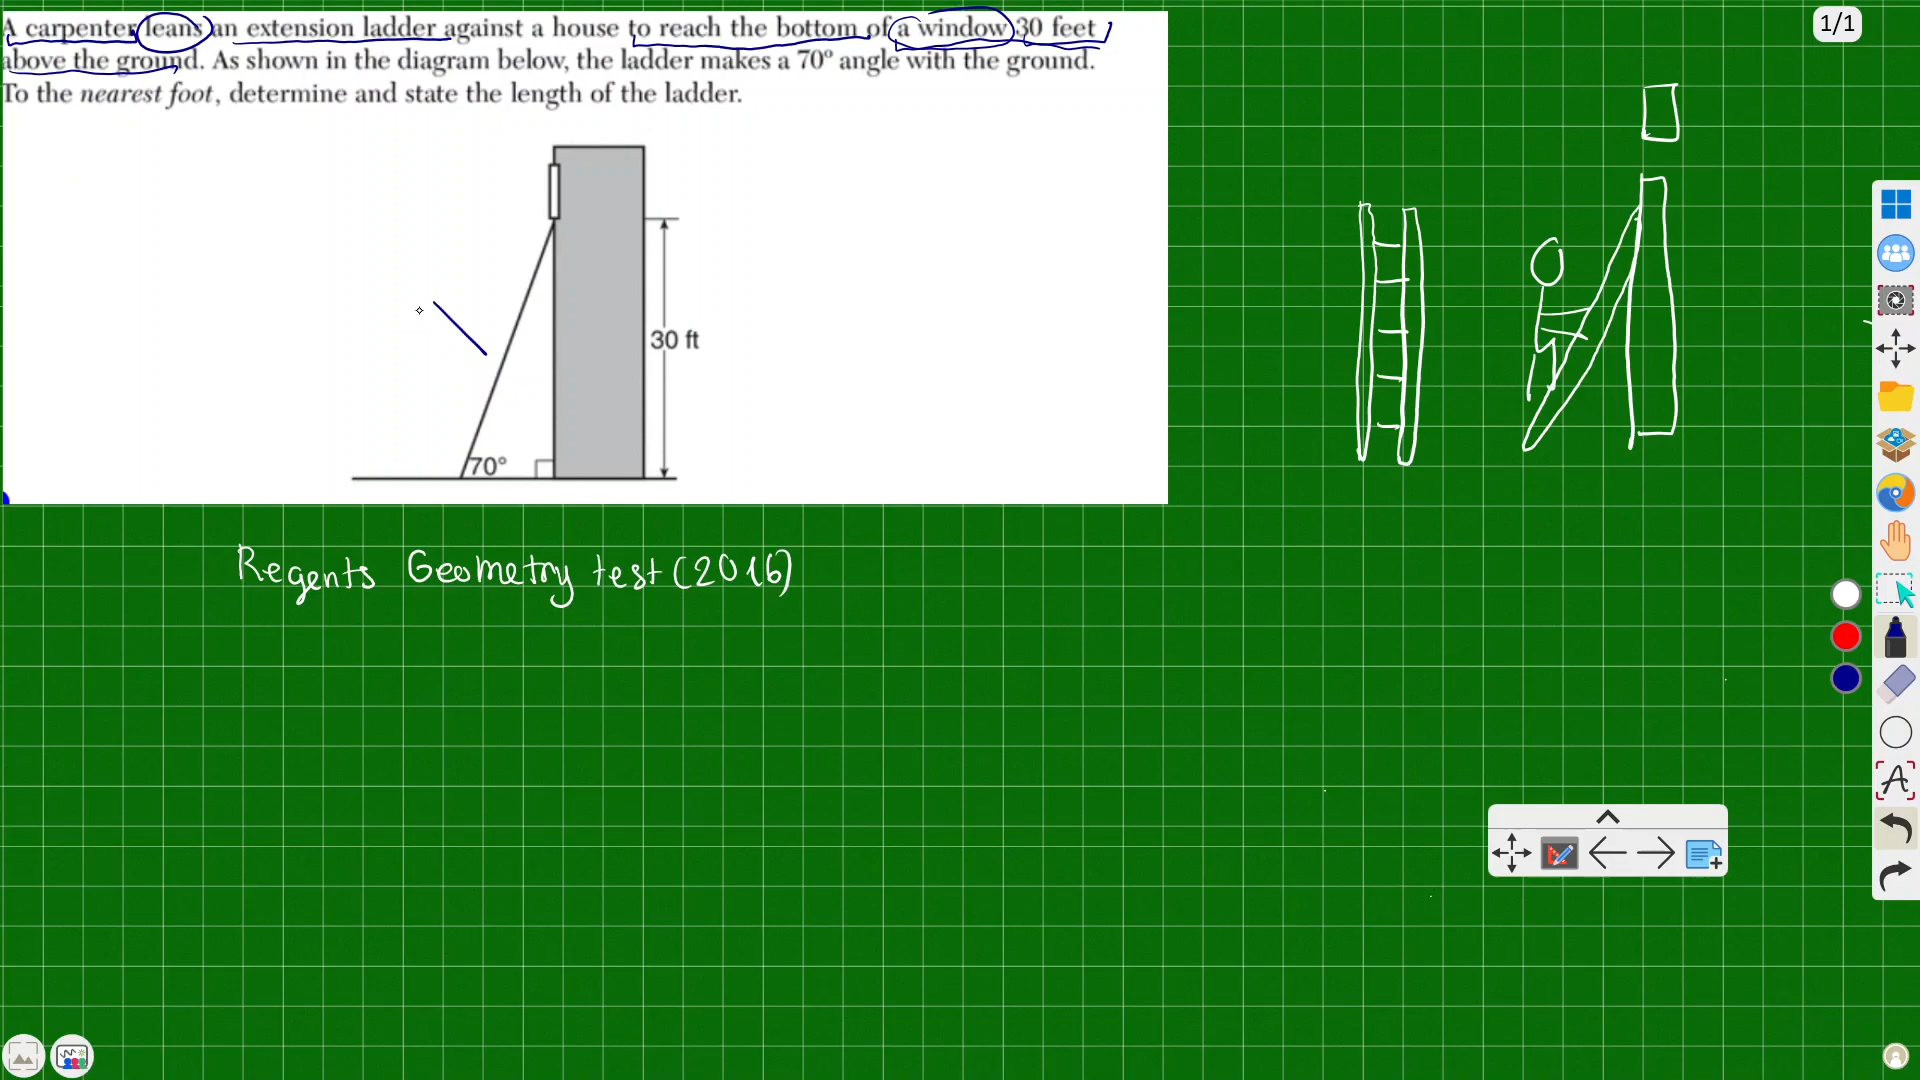 A carpenter leans an extension ladder against a house to reach the bottom of a window 30 feet
above the ground. As shown in the diagram below, the ladder makes a 70° angle with the ground.
To the nearest foot, determine and state the length of the ladder.
30 ft
70°
Regents Geometry test (2016)
1/1